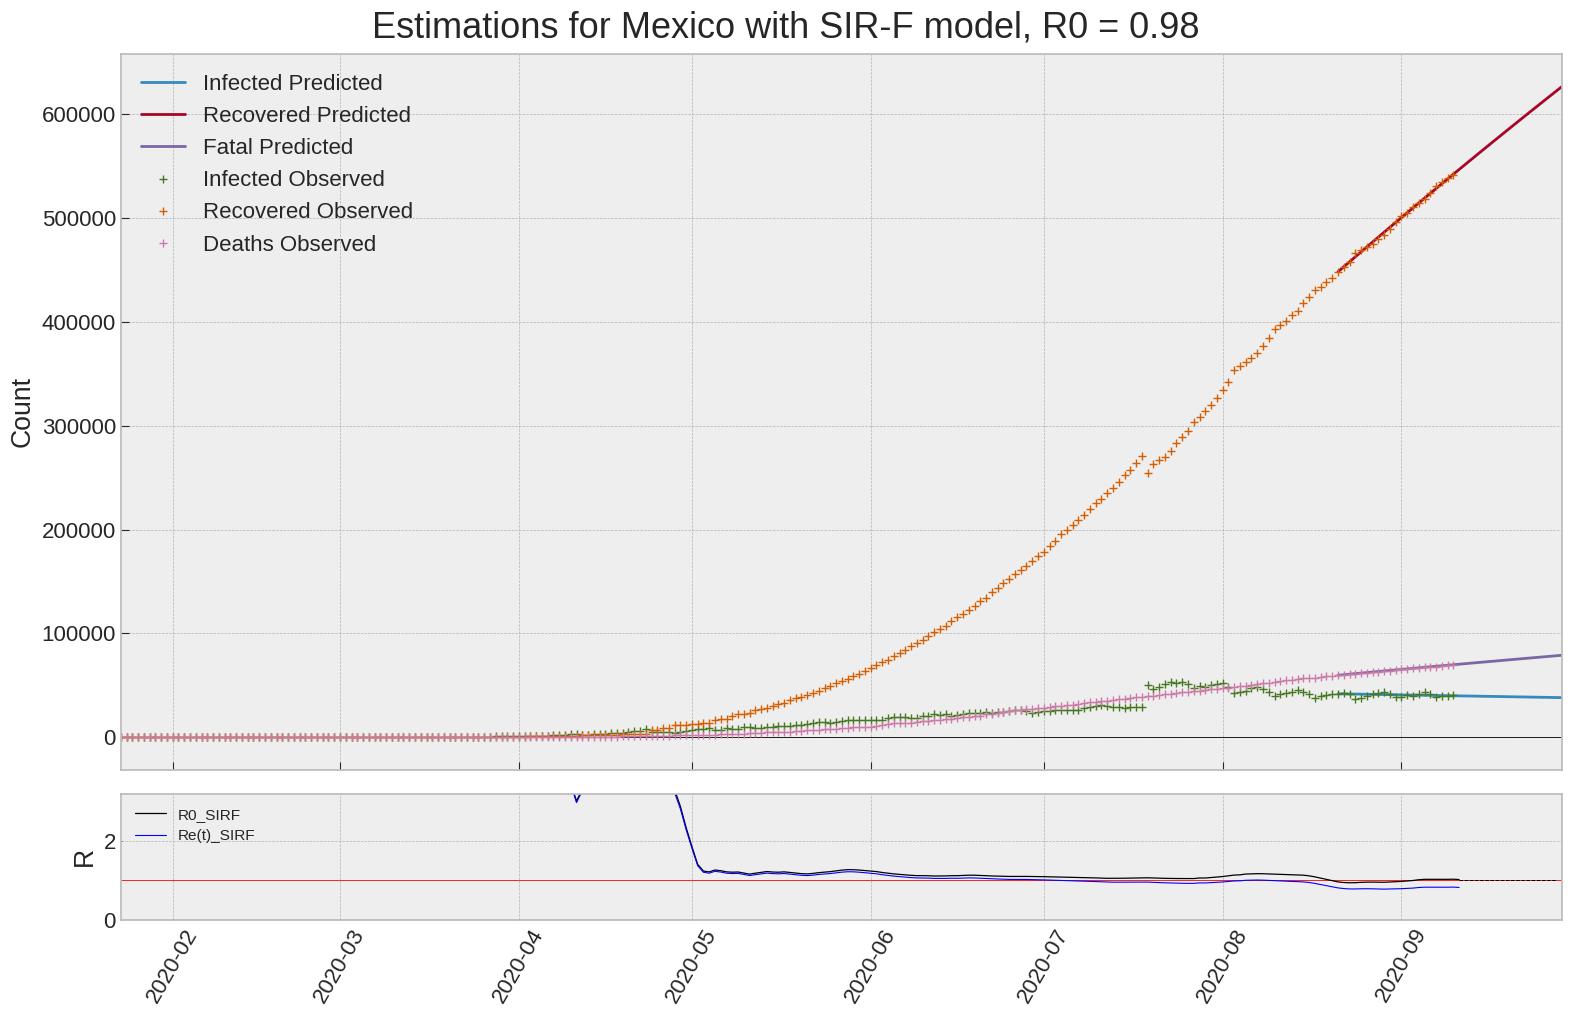 Estimations for Mexico with SIR-F model, R0 = 0.98
Infected Predicted
Recovered Predicted
Fatal Predicted
Infected Observed
Recovered Observed
Deaths Observed
600000
500000
400000
300000
200000
100000
0
Count
R0_SIRF
Re(t)_SIRF
2
0
R
2020-02
2020-03
2020-04
2020-05
2020-06
2020-07
2020-08
2020-09